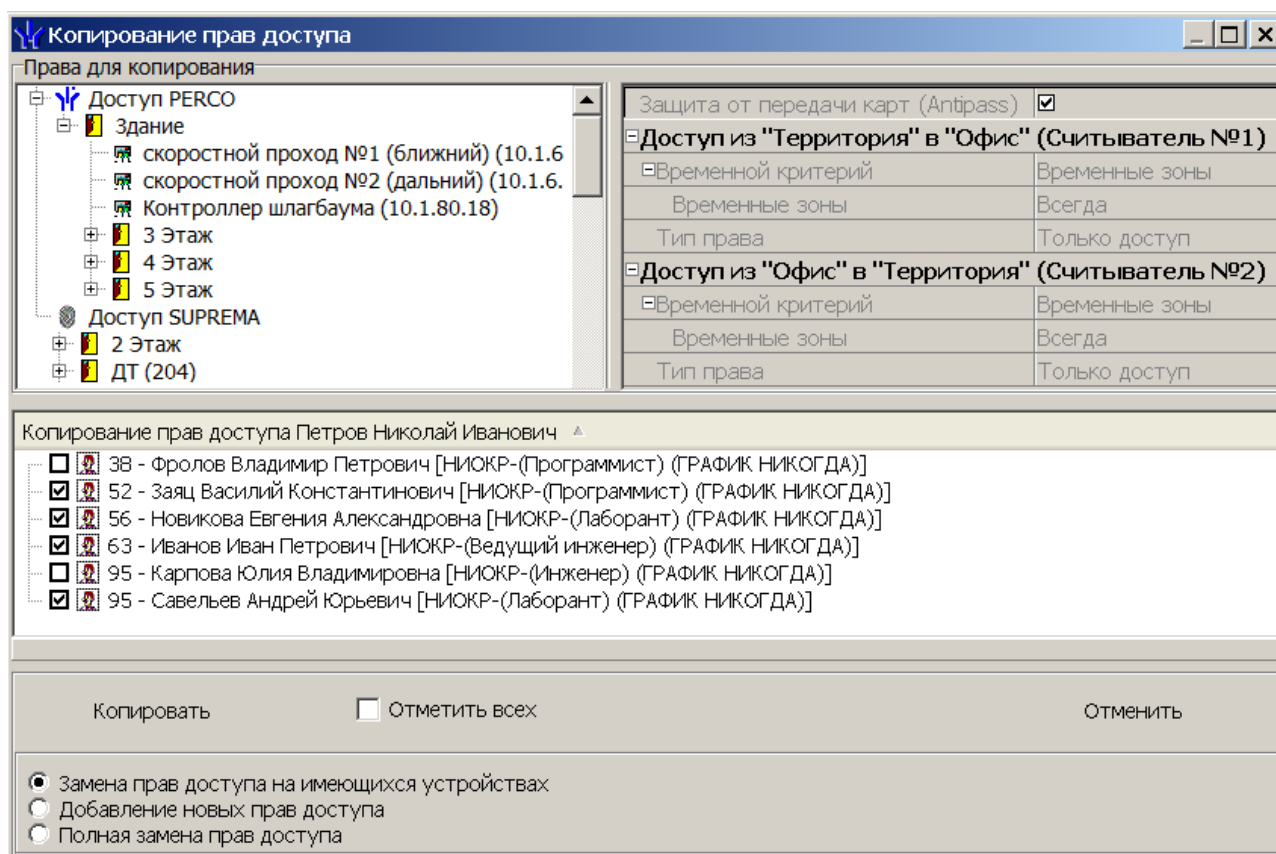 Копирование прав доступа
Права для копирования
Доступ PERCO
Здание
скоростной проход №1 (ближний) (10.1.6
скоростной проход №2 (дальний) (10.1.6.
Контроллер шлагбаума (10.1.80.18)
3 Этаж
4 Этаж
5 Этаж
Доступ SUPREMA
2 Этаж
ДТ (204)
Защита от передачи карт (Antipass)
Доступ из "Территория" в "Офис" (Считыватель №1)
Временной критерий Временные зоны
Временные зоны Всегда
Тип права Только доступ
Доступ из "Офис" в "Территория" (Считыватель №2)
Временной критерий Временные зоны
Временные зоны Всегда
Тип права Только доступ
Копирование прав доступа Петров Николай Иванович
38 - Фролов Владимир Петрович [НИОКР-(Программист) (ГРАФИК НИКОГДА)]
52 - Заяц Василий Константинович [НИОКР-(Программист) (ГРАФИК НИКОГДА)]
56 - Новикова Евгения Александровна [НИОКР-(Лаборант) (ГРАФИК НИКОГДА)]
63 - Иванов Иван Петрович [НИОКР-(Ведущий инженер) (ГРАФИК НИКОГДА)]
95 - Карпова Юлия Владимировна [НИОКР-(Инженер) (ГРАФИК НИКОГДА)]
95 - Савельев Андрей Юрьевич [НИОКР-(Лаборант) (ГРАФИК НИКОГДА)]
Копировать Отметить всех Отменить
Замена прав доступа на имеющихся устройствах
Добавление новых прав доступа
Полная замена прав доступа